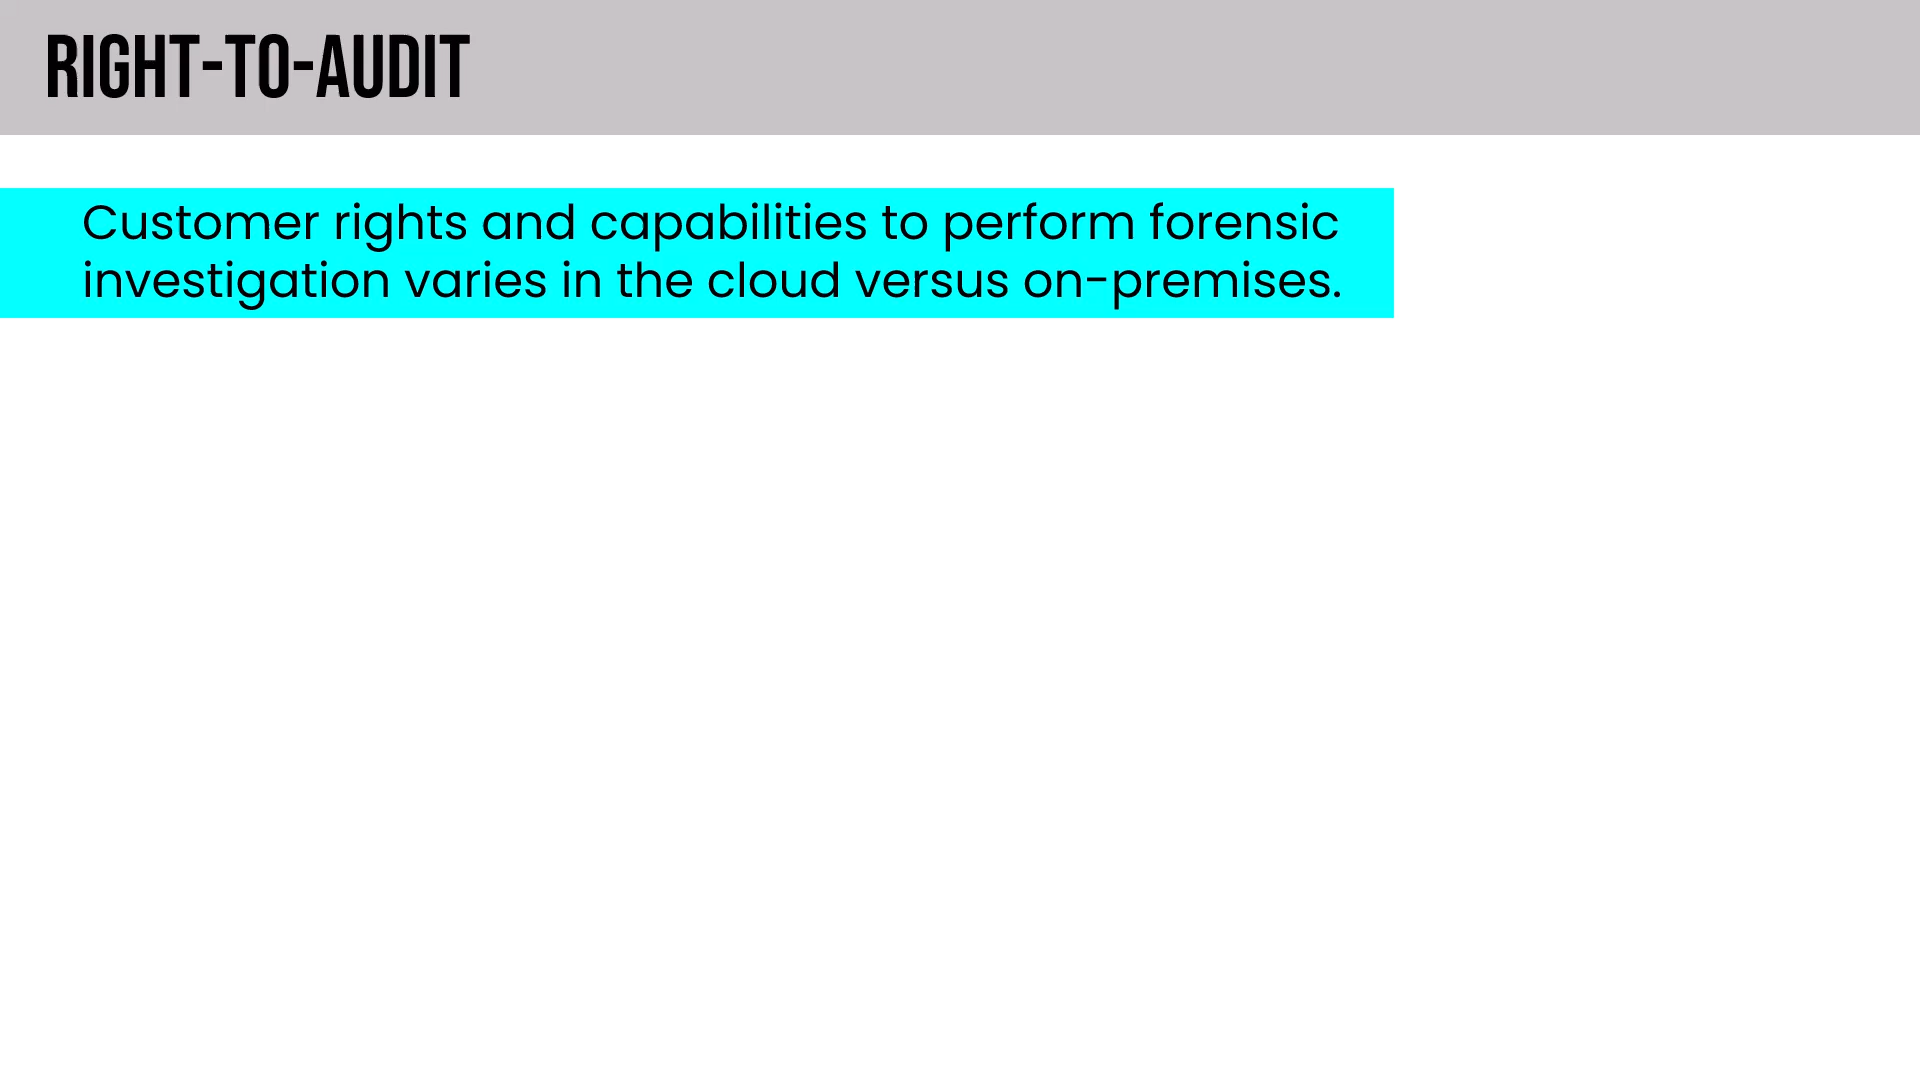 RIGHT-TO-AUDIT
Customer rights and capabilities to perform forensic
investigation varies in the cloud versus on-premises.